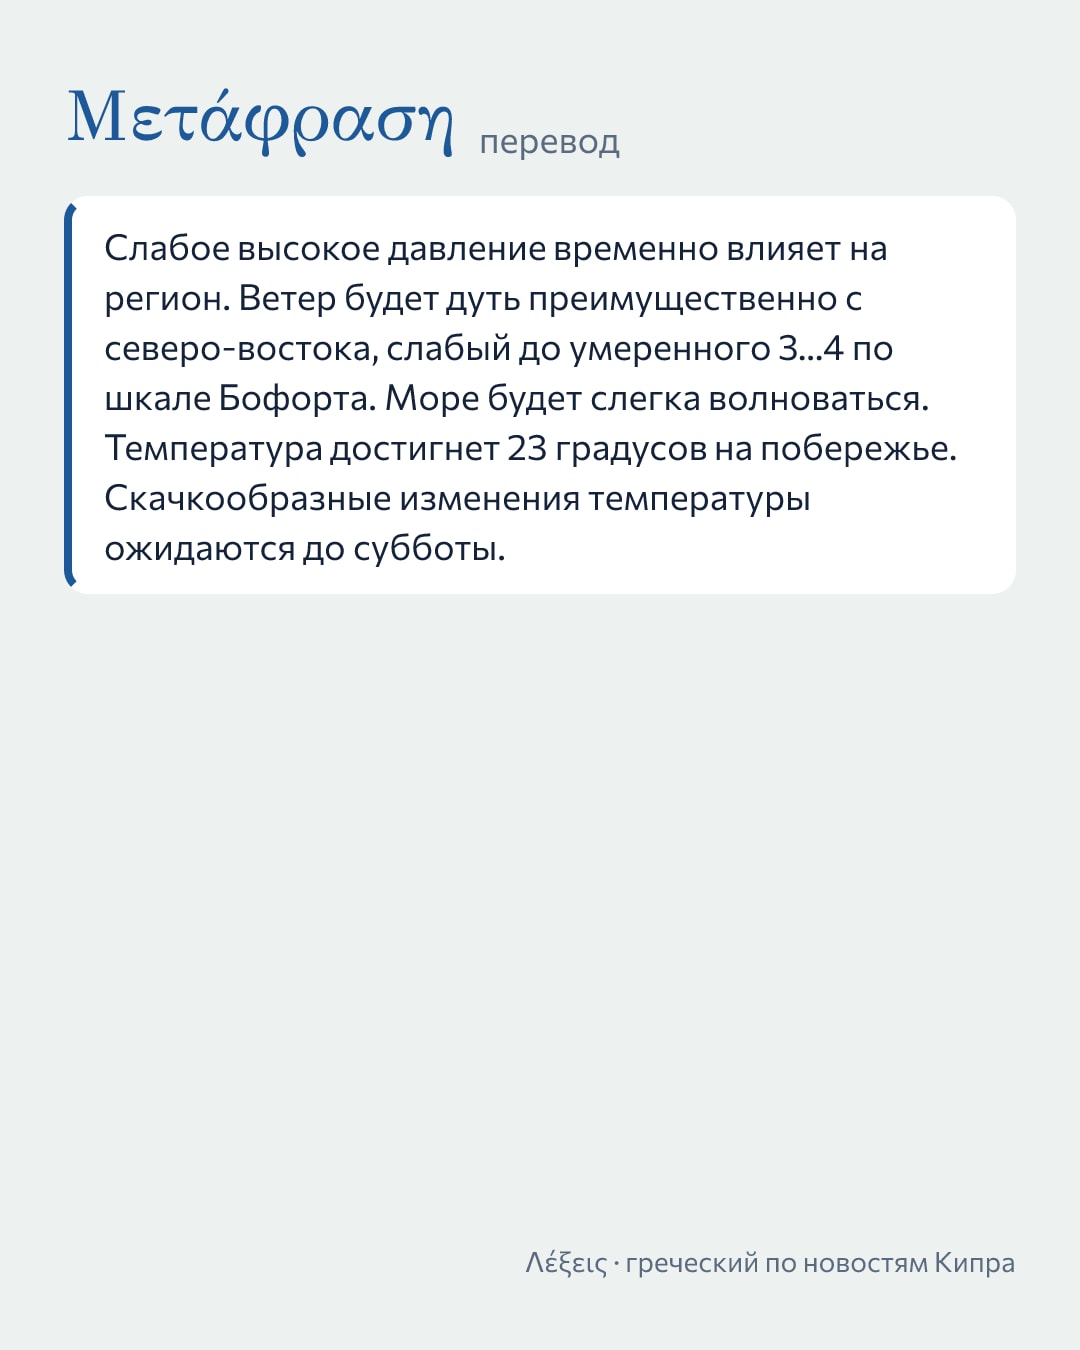 Μετάφραση перевод
Слабое высокое давление временно влияет на
регион. Ветер будет дуть преимущественно с
северо-востока, слабый до умеренного 3...4 по
шкале Бофорта. Море будет слегка волноваться.
Температура достигнет 23 градусов на побережье.
Скачкообразные изменения температуры
ожидаются до субботы.
Λέξεις · греческий по новостям Кипра